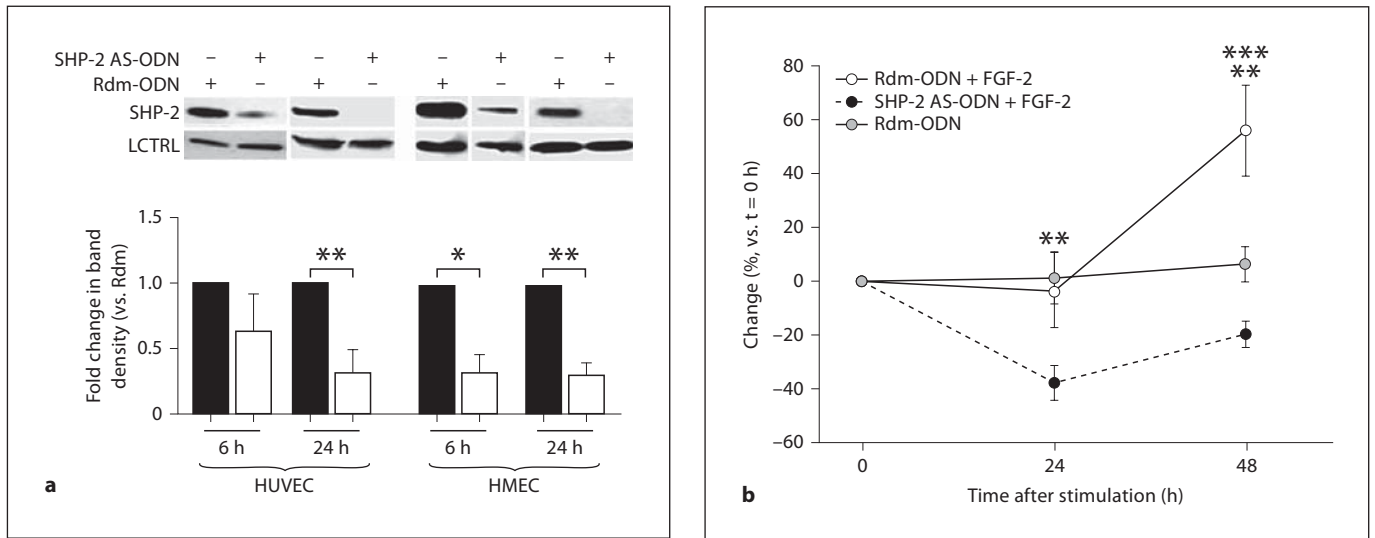 SHP-2 AS-ODN – + – + – + – +
Rdm-ODN + – + – + – + –
SHP-2
LCTRL
Fold change in band
density (vs. Rdm)
1.5
1.0
0.5
0
**
*
**
6 h
24 h
6 h
24 h
HUVEC
HMEC
a
Change (%, vs. t = 0 h)
80
60
40
20
0
–20
–40
–60
Rdm-ODN + FGF-2
SHP-2 AS-ODN + FGF-2
Rdm-ODN
**
***
**
0
24
48
Time after stimulation (h)
b